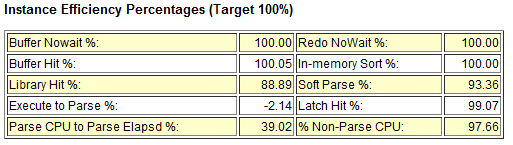 Instance Efficiency Percentages (Target 100%)
Buffer Nowait %: 100.00 Redo NoWait %: 100.00
Buffer Hit %: 100.05 In-memory Sort %: 100.00
Library Hit %: 88.89 Soft Parse %: 93.36
Execute to Parse %: -2.14 Latch Hit %: 99.07
Parse CPU to Parse Elapsd %: 39.02 % Non-Parse CPU: 97.66